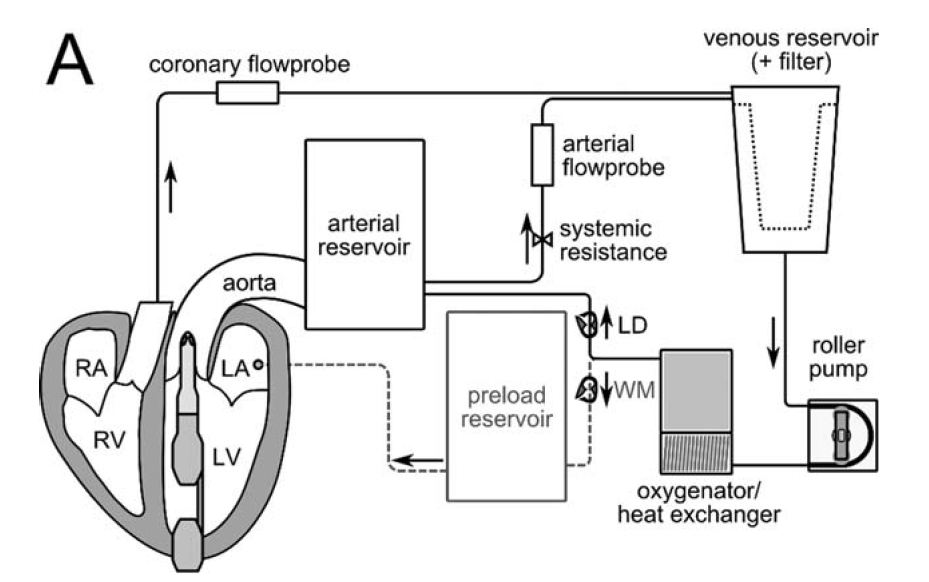 A
coronary flowprobe
venous reservoir
(+ filter)
arterial
flowprobe
arterial
reservoir
systemic
resistance
aorta
LD
roller
pump
RA
LA
preload
reservoir
WM
RV
LV
oxygenator/
heat exchanger